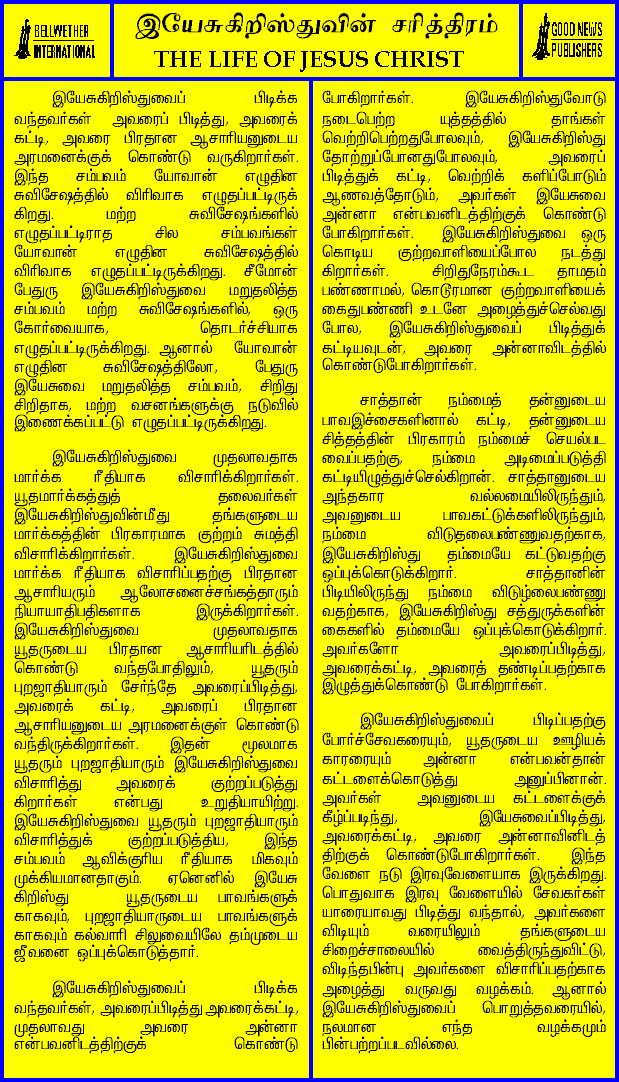 BELLWETHER
INTERNATIONAL
இயேசுகிறிஸ்துவின் சரித்திரம்
THE LIFE OF JESUS CHRIST
GOOD NEWS
PUBLISHERS
இயேசுகிறிஸ்துவைப் பிடிக்க
வந்தவர்கள் அவரைப் பிடித்து, அவரைக்
கட்டி, அவரை பிரதான ஆசாரியனுடைய
அரமனைக்குக் கொண்டு வருகிறார்கள்.
இந்த சம்பவம் யோவான் எழுதின
சுவிசேஷத்தில் விரிவாக எழுதப்பட்டிருக்
கிறது. மற்ற சுவிசேஷங்களில்
எழுதப்பட்டிராத சில சம்பவங்கள்
யோவான் எழுதின சுவிசேஷத்தில்
விரிவாக எழுதப்பட்டிருக்கிறது. சீமோன்
பேதுரு இயேசுகிறிஸ்துவை மறுதலித்த
சம்பவம் மற்ற சுவிசேஷங்களில், ஒரு
கோர்வையாக, தொடர்ச்சியாக
எழுதப்பட்டிருக்கிறது. ஆனால் யோவான்
எழுதின சுவிசேஷத்திலோ, பேதுரு
இயேசுவை மறுதலித்த சம்பவம், சிறிது
சிறிதாக, மற்ற வசனங்களுக்கு நடுவில்
இணைக்கப்பட்டு எழுதப்பட்டிருக்கிறது.
இயேசுகிறிஸ்துவை முதலாவதாக
மார்க்க ரீதியாக விசாரிக்கிறார்கள்.
யூதமார்க்கத்துத் தலைவர்கள்
இயேசுகிறிஸ்துவின்மீது தங்களுடைய
மார்க்கத்தின் பிரகாரமாக குற்றம் சுமத்தி
விசாரிக்கிறார்கள். இயேசுகிறிஸ்துவை
மார்க்க ரீதியாக விசாரிப்பதற்கு பிரதான
ஆசாரியரும் ஆலோசனைச்சங்கத்தாரும்
நியாயாதிபதிகளாக இருக்கிறார்கள்.
இயேசுகிறிஸ்துவை முதலாவதாக
யூதருடைய பிரதான ஆசாரியரிடத்தில்
கொண்டு வந்தபோதிலும், யூதரும்
புறஜாதியாரும் சேர்ந்தே அவரைப்பிடித்து,
அவரைக் கட்டி, அவரைப் பிரதான
ஆசாரியனுடைய அரமனைக்குள் கொண்டு
வந்திருக்கிறார்கள். இதன் மூலமாக
யூதரும் புறஜாதியாரும் இயேசுகிறிஸ்துவை
விசாரித்து அவரைக் குற்றப்படுத்து
கிறார்கள் என்பது உறுதியாயிற்று.
இயேசுகிறிஸ்துவை யூதரும் புறஜாதியாரும்
விசாரித்துக் குற்றப்படுத்திய, இந்த
சம்பவம் ஆவிக்குரிய ரீதியாக மிகவும்
முக்கியமானதாகும். ஏனெனில் இயேசு
கிறிஸ்து யூதருடைய பாவங்களுக்
காகவும், புறஜாதியாருடைய பாவங்களுக்
காகவும் கல்வாரி சிலுவையிலே தம்முடைய
ஜீவனை ஒப்புக்கொடுத்தார்.
இயேசுகிறிஸ்துவைப் பிடிக்க
வந்தவர்கள், அவரைப்பிடித்து அவரைக்கட்டி,
முதலாவது அவரை அன்னா
என்பவனிடத்திற்குக் கொண்டு
போகிறார்கள். இயேசுகிறிஸ்துவோடு
நடைபெற்ற யுத்தத்தில் தாங்கள்
வெற்றிபெற்றதுபோலவும், இயேசுகிறிஸ்து
தோற்றுப்போனதுபோலவும், அவரைப்
பிடித்துக் கட்டி, வெற்றிக் களிப்போடும்
ஆணவத்தோடும், அவர்கள் இயேசுவை
அன்னா என்பவனிடத்திற்குக் கொண்டு
போகிறார்கள். இயேசுகிறிஸ்துவை ஒரு
கொடிய குற்றவாளியைப்போல நடத்து
கிறார்கள். சிறிதுநேரம்கூட தாமதம்
பண்ணாமல், கொடூரமான குற்றவாளியைக்
கைதுபண்ணி உடனே அழைத்துச்செல்வது
போல, இயேசுகிறிஸ்துவைப் பிடித்துக்
கட்டியவுடன், அவரை அன்னாவிடத்தில்
கொண்டுபோகிறார்கள்.
சாத்தான் நம்மைத் தன்னுடைய
பாவஇச்சைகளினால் கட்டி, தன்னுடைய
சித்தத்தின் பிரகாரம் நம்மைச் செயல்பட
வைப்பதற்கு, நம்மை அடிமைப்படுத்தி
கட்டியிழுத்துச்செல்கிறான். சாத்தானுடைய
அந்தகார வல்லமையிலிருந்தும்,
அவனுடைய பாவகட்டுக்களிலிருந்தும்,
நம்மை விடுதலைபண்ணுவதற்காக,
இயேசுகிறிஸ்து தம்மையே கட்டுவதற்கு
ஒப்புக்கொடுக்கிறார். சாத்தானின்
பிடியிலிருந்து நம்மை விடுதலைபண்ணு
வதற்காக, இயேசுகிறிஸ்து சத்துருக்களின்
கைகளில் தம்மையே ஒப்புக்கொடுக்கிறார்.
அவர்களோ அவரைப்பிடித்து,
அவரைக்கட்டி, அவரைத் தண்டிப்பதற்காக
இழுத்துக்கொண்டு போகிறார்கள்.
இயேசுகிறிஸ்துவைப் பிடிப்பதற்கு
போர்ச்சேவகரையும், யூதருடைய ஊழியக்
காரரையும் அன்னா என்பவன்தான்
கட்டளைக்கொடுத்து அனுப்பினான்.
அவர்கள் அவனுடைய கட்டளைக்குக்
கீழ்ப்படிந்து, இயேசுவைப்பிடித்து,
அவரைக்கட்டி, அவரை அன்னாவினிடத்
திற்குக் கொண்டுபோகிறார்கள். இந்த
வேளை நடு இரவுவேளையாக இருக்கிறது.
பொதுவாக இரவு வேளையில் சேவகர்கள்
யாரையாவது பிடித்து வந்தால், அவர்களை
விடியும் வரையிலும் தங்களுடைய
சிறைச்சாலையில் வைத்திருந்துவிட்டு,
விடிந்தபின்பு அவர்களை விசாரிப்பதற்காக
அழைத்து வருவது வழக்கம். ஆனால்
இயேசுகிறிஸ்துவைப் பொறுத்தவரையில்,
நலமான எந்த வழக்கமும்
பின்பற்றப்படவில்லை.